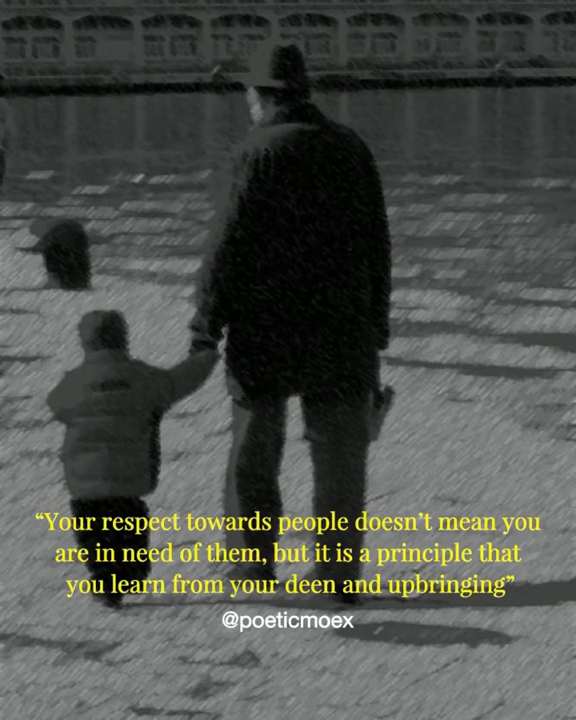 “Your respect towards people doesn’t mean you
are in need of them, but it is a principle that
you learn from your deen and upbringing”
@poeticmoex